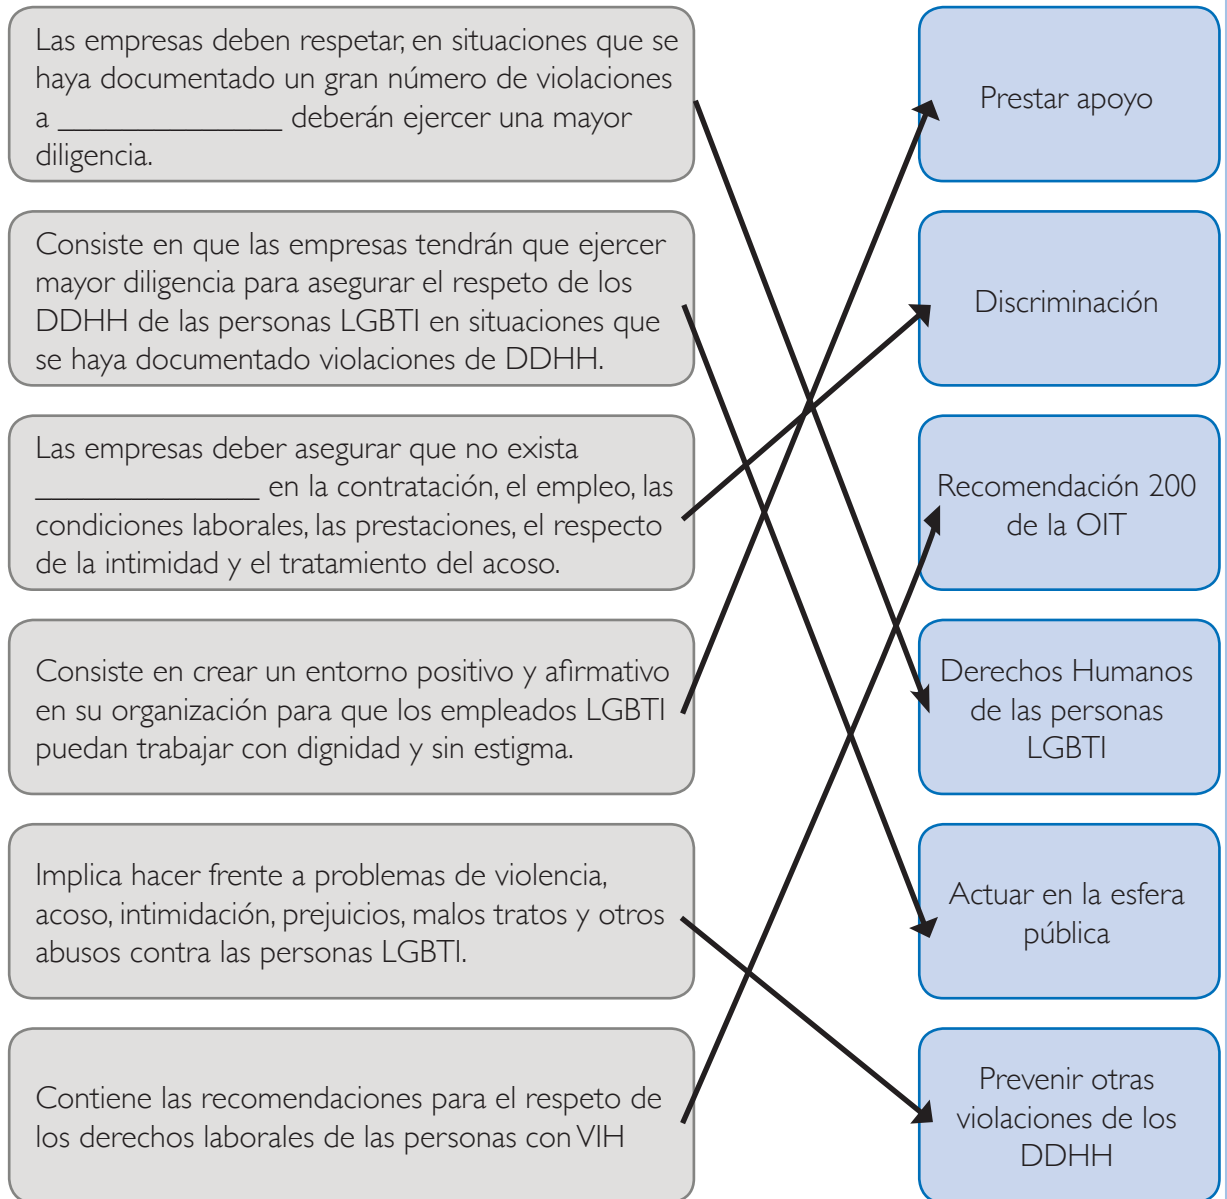 Las empresas deben respetar, en situaciones que se
haya documentado un gran número de violaciones
a ______________ deberán ejercer una mayor
diligencia.
Prestar apoyo
Consiste en que las empresas tendrán que ejercer
mayor diligencia para asegurar el respeto de los
DDHH de las personas LGBTI en situaciones que
se haya documentado violaciones de DDHH.
Discriminación
Las empresas deber asegurar que no exista
______________ en la contratación, el empleo, las
condiciones laborales, las prestaciones, el respecto
de la intimidad y el tratamiento del acoso.
Recomendación 200
de la OIT
Consiste en crear un entorno positivo y afirmativo
en su organización para que los empleados LGBTI
puedan trabajar con dignidad y sin estigma.
Derechos Humanos
de las personas
LGBTI
Implica hacer frente a problemas de violencia,
acoso, intimidación, prejuicios, malos tratos y otros
abusos contra las personas LGBTI.
Actuar en la esfera
pública
Contiene las recomendaciones para el respeto de
los derechos laborales de las personas con VIH
Prevenir otras
violaciones de los
DDHH